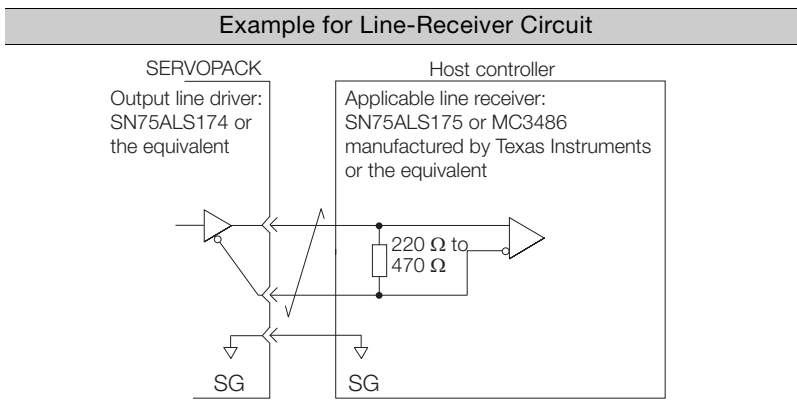 Example for Line-Receiver Circuit
SERVOPACK
Host controller
Output line driver:
SN75ALS174 or
the equivalent
Applicable line receiver:
SN75ALS175 or MC3486
manufactured by Texas Instruments
or the equivalent
220 Ω to
470 Ω
SG
SG